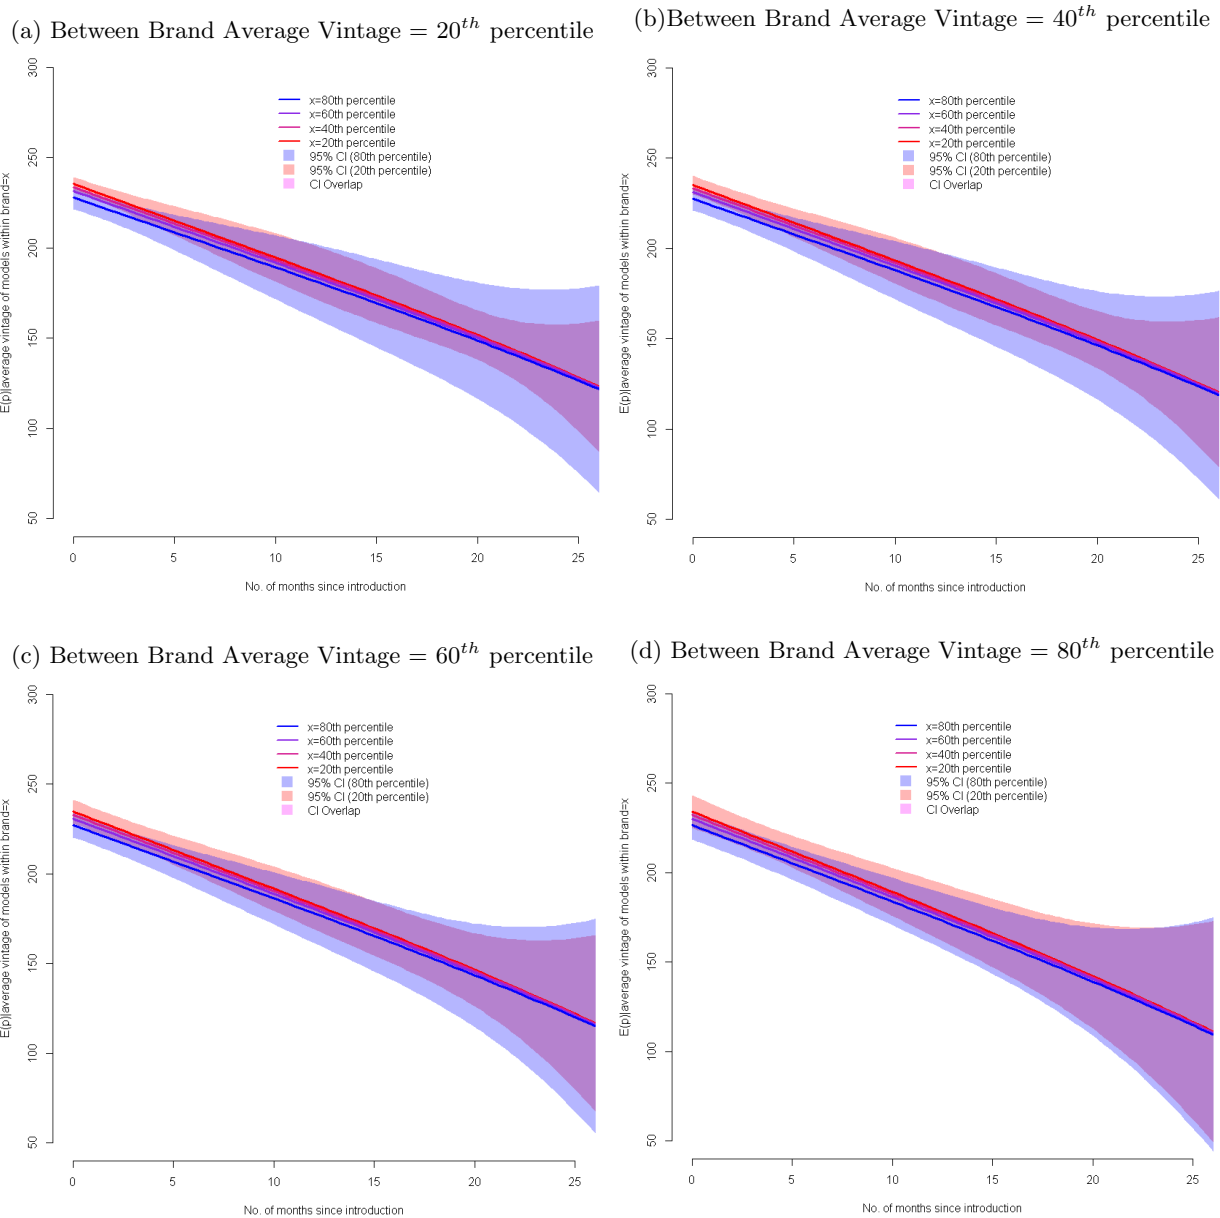 (a) Between Brand Average Vintage = 20th percentile
300
250
200
150
100
50
E(p)|average vintage of models within brand=x
x=80th percentile
x=60th percentile
x=40th percentile
x=20th percentile
95% CI (80th percentile)
95% CI (20th percentile)
CI Overlap
0 5 10 15 20 25
No. of months since introduction
(b)Between Brand Average Vintage = 40th percentile
300
250
200
150
100
50
E(p)|average vintage of models within brand=x
x=80th percentile
x=60th percentile
x=40th percentile
x=20th percentile
95% CI (80th percentile)
95% CI (20th percentile)
CI Overlap
0 5 10 15 20 25
No. of months since introduction
(c) Between Brand Average Vintage = 60th percentile
300
250
200
150
100
50
E(p)|average vintage of models within brand=x
x=80th percentile
x=60th percentile
x=40th percentile
x=20th percentile
95% CI (80th percentile)
95% CI (20th percentile)
CI Overlap
0 5 10 15 20 25
No. of months since introduction
(d) Between Brand Average Vintage = 80th percentile
300
250
200
150
100
50
E(p)|average vintage of models within brand=x
x=80th percentile
x=60th percentile
x=40th percentile
x=20th percentile
95% CI (80th percentile)
95% CI (20th percentile)
CI Overlap
0 5 10 15 20 25
No. of months since introduction